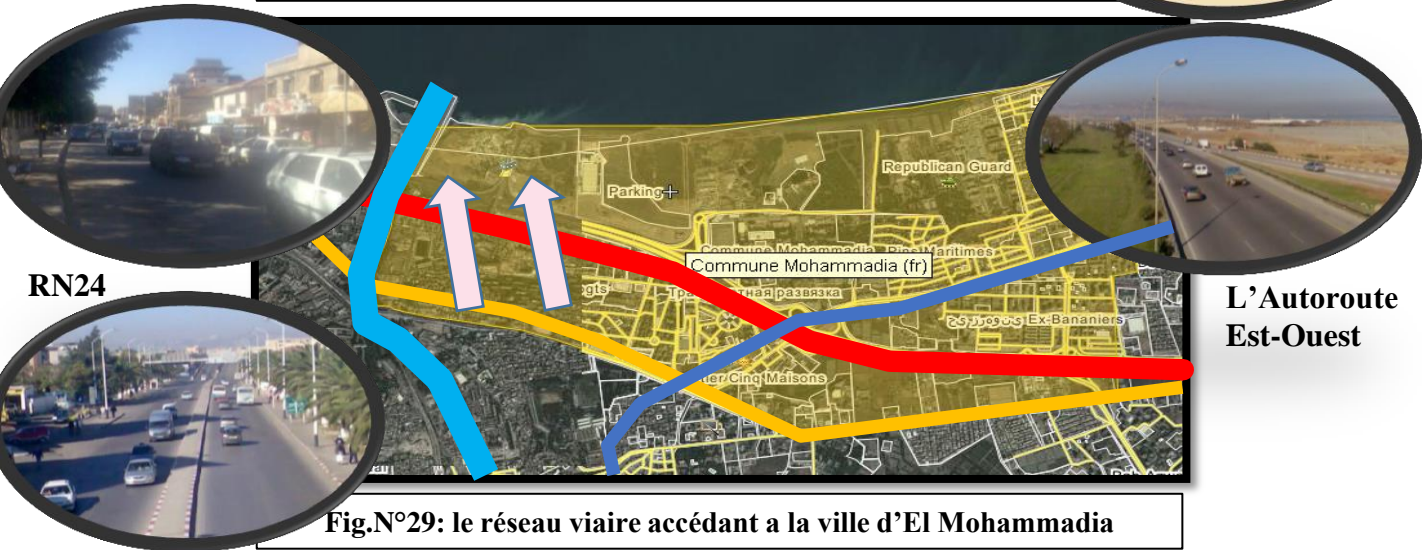 Republican Guard
Parking
Commune Mohammadia
Pins Maritimes
Commune Mohammadia (fr)
RN24
L’Autoroute
Est-Ouest
Ex-Bananiers
Cinq Maisons
Fig.N°29: le réseau viaire accédant a la ville d’El Mohammadia